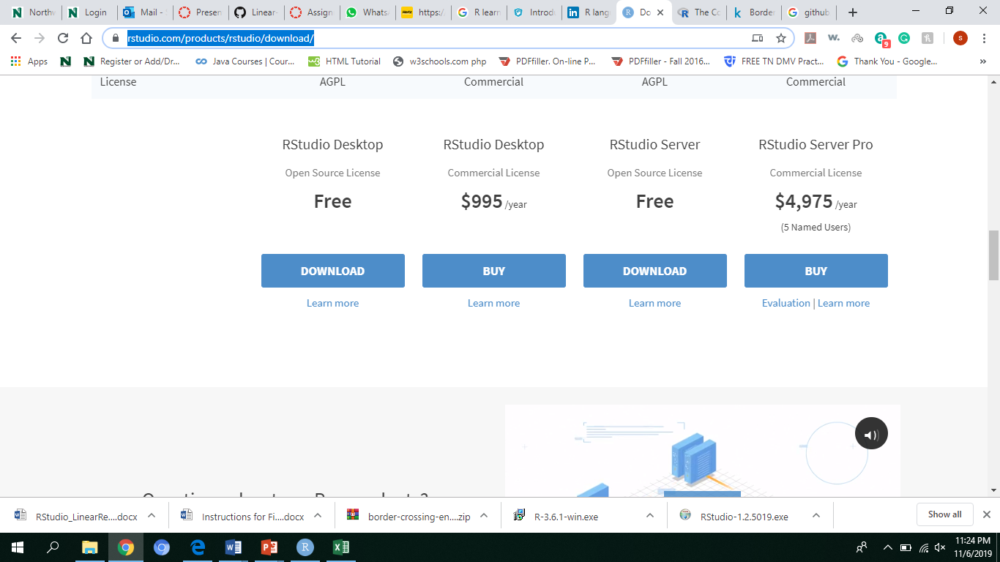 Northw Login Mail - S Presen Linear- Assign Whats https:/ R learn Introd R lang Do The Co Border github
rstudio.com/products/rstudio/download/
Apps Register or Add/Dr... Java Courses | Cour... HTML Tutorial w3schools.com php PDFfiller. On-line P... PDFfiller - Fall 2016... FREE TN DMV Pract... Thank You - Google... »
License AGPL Commercial AGPL Commercial
RStudio Desktop RStudio Desktop RStudio Server RStudio Server Pro
Open Source License Commercial License Open Source License Commercial License
Free $995 /year Free $4,975 /year
(5 Named Users)
DOWNLOAD BUY DOWNLOAD BUY
Learn more Learn more Learn more Evaluation | Learn more
RStudio_LinearRe....docx Instructions for Fi....docx border-crossing-en....zip R-3.6.1-win.exe RStudio-1.2.5019.exe Show all
11:24 PM
11/6/2019